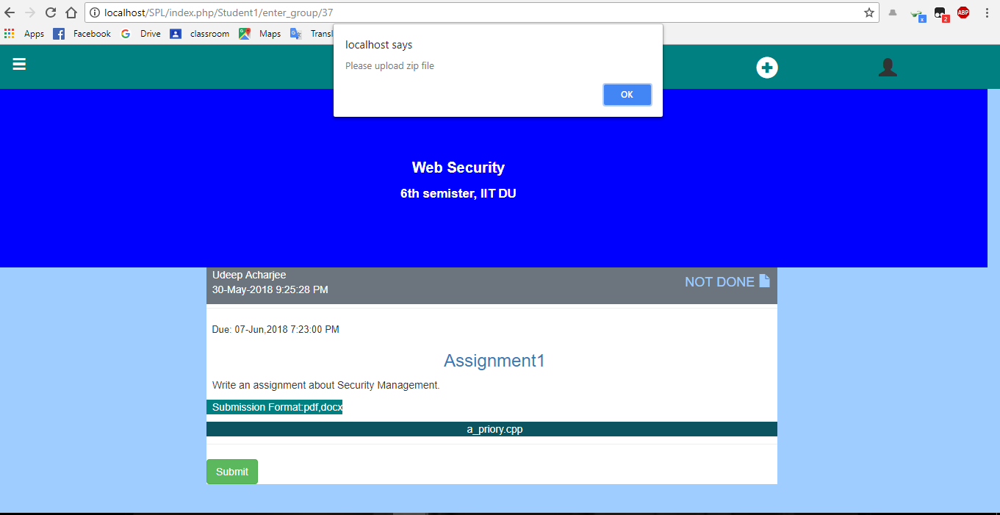 localhost/SPL/index.php/Student1/enter_group/37
ABP
Apps Facebook Drive classroom Maps Transl
x
2
localhost says
Please upload zip file
OK
Web Security
6th semister, IIT DU
Udeep Acharjee
30-May-2018 9:25:28 PM
NOT DONE
Due: 07-Jun,2018 7:23:00 PM
Assignment1
Write an assignment about Security Management.
Submission Format:pdf,docx
a_priory.cpp
Submit